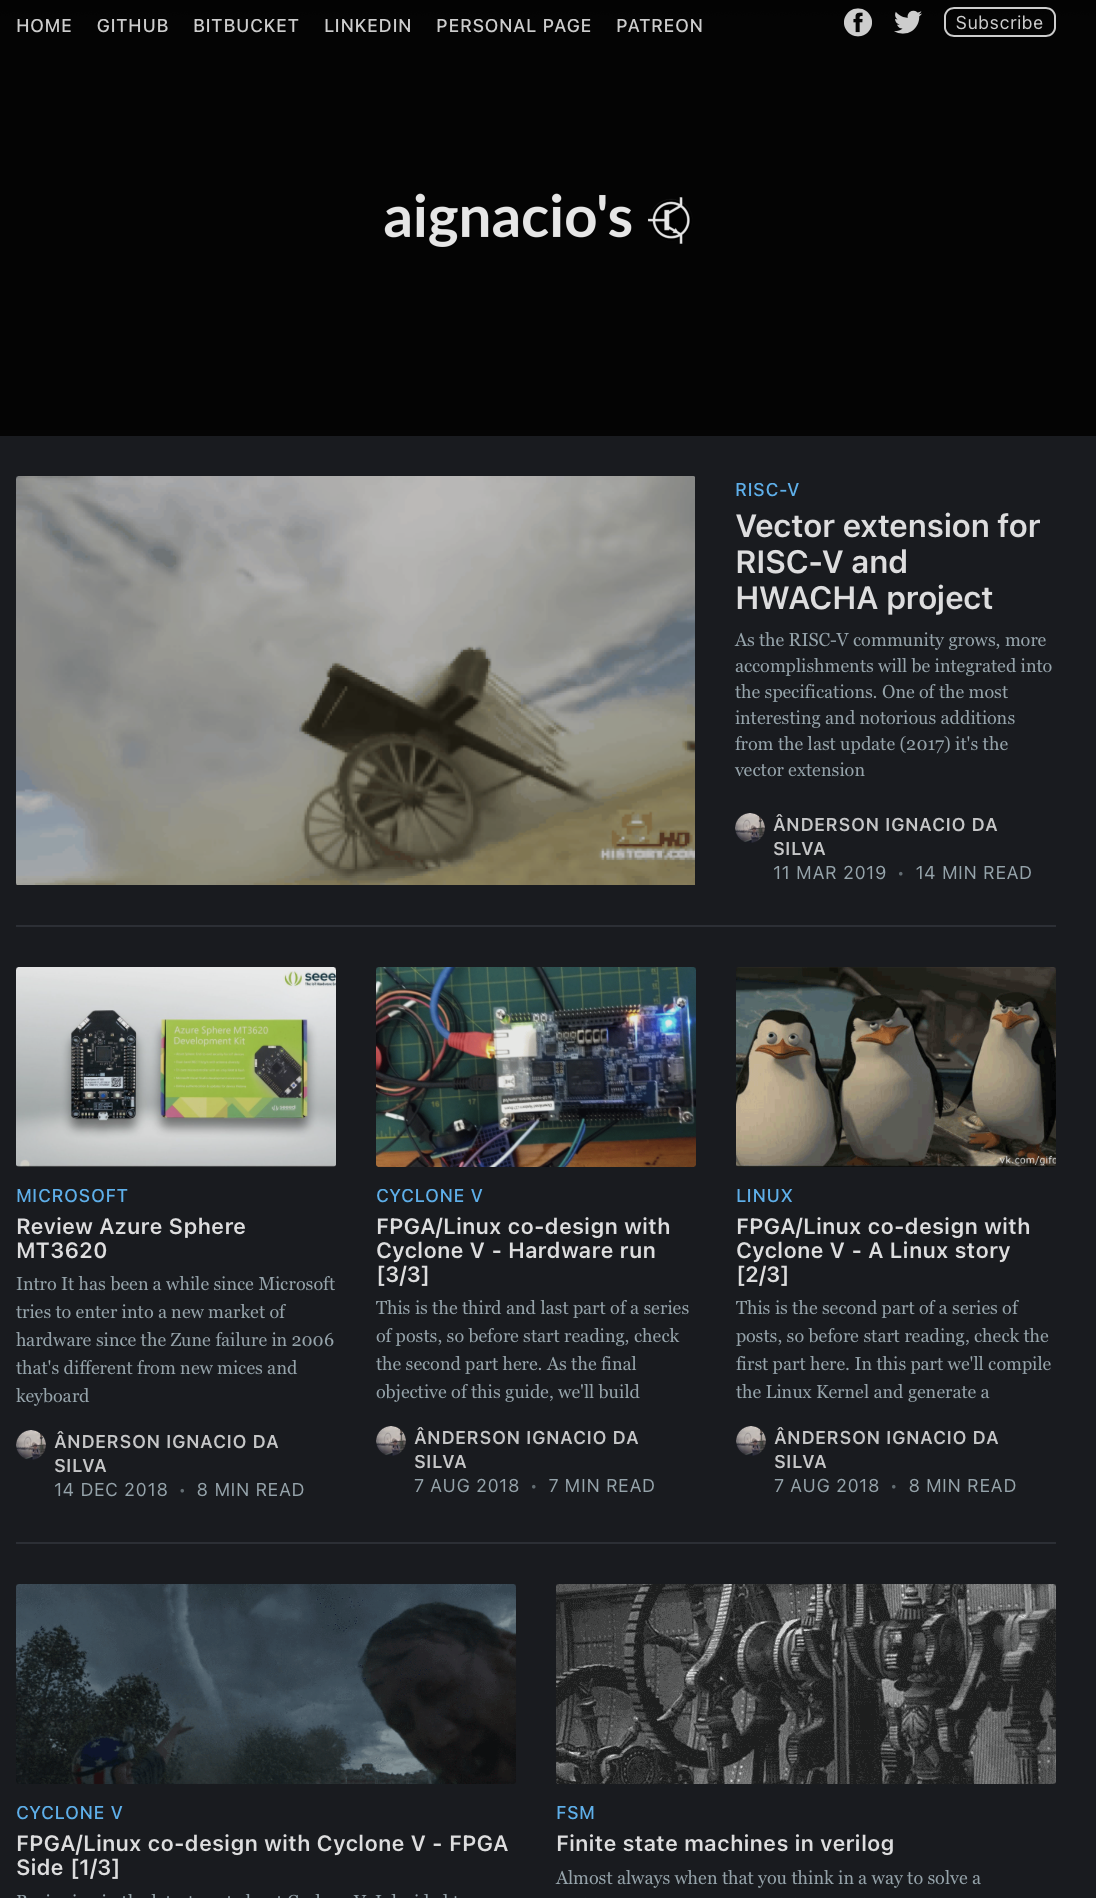 HOME GITHUB BITBUCKET LINKEDIN PERSONAL PAGE PATREON Subscribe
aignacio's
RISC-V
Vector extension for
RISC-V and
HWACHA project
As the RISC-V community grows, more
accomplishments will be integrated into
the specifications. One of the most
interesting and notorious additions
from the last update (2017) it's the
vector extension
ÂNDERSON IGNACIO DA
SILVA
11 MAR 2019 • 14 MIN READ
HD
HISTORY.COM
seee
Azure Sphere MT3620
Development Kit
vk.com/gifd
MICROSOFT
Review Azure Sphere
MT3620
Intro It has been a while since Microsoft
tries to enter into a new market of
hardware since the Zune failure in 2006
that's different from new mices and
keyboard
ÂNDERSON IGNACIO DA
SILVA
14 DEC 2018 • 8 MIN READ
CYCLONE V
FPGA/Linux co-design with
Cyclone V - Hardware run
[3/3]
This is the third and last part of a series
of posts, so before start reading, check
the second part here. As the final
objective of this guide, we'll build
ÂNDERSON IGNACIO DA
SILVA
7 AUG 2018 • 7 MIN READ
LINUX
FPGA/Linux co-design with
Cyclone V - A Linux story
[2/3]
This is the second part of a series of
posts, so before start reading, check the
first part here. In this part we'll compile
the Linux Kernel and generate a
ÂNDERSON IGNACIO DA
SILVA
7 AUG 2018 • 8 MIN READ
CYCLONE V
FPGA/Linux co-design with Cyclone V - FPGA
Side [1/3]
FSM
Finite state machines in verilog
Almost always when that you think in a way to solve a